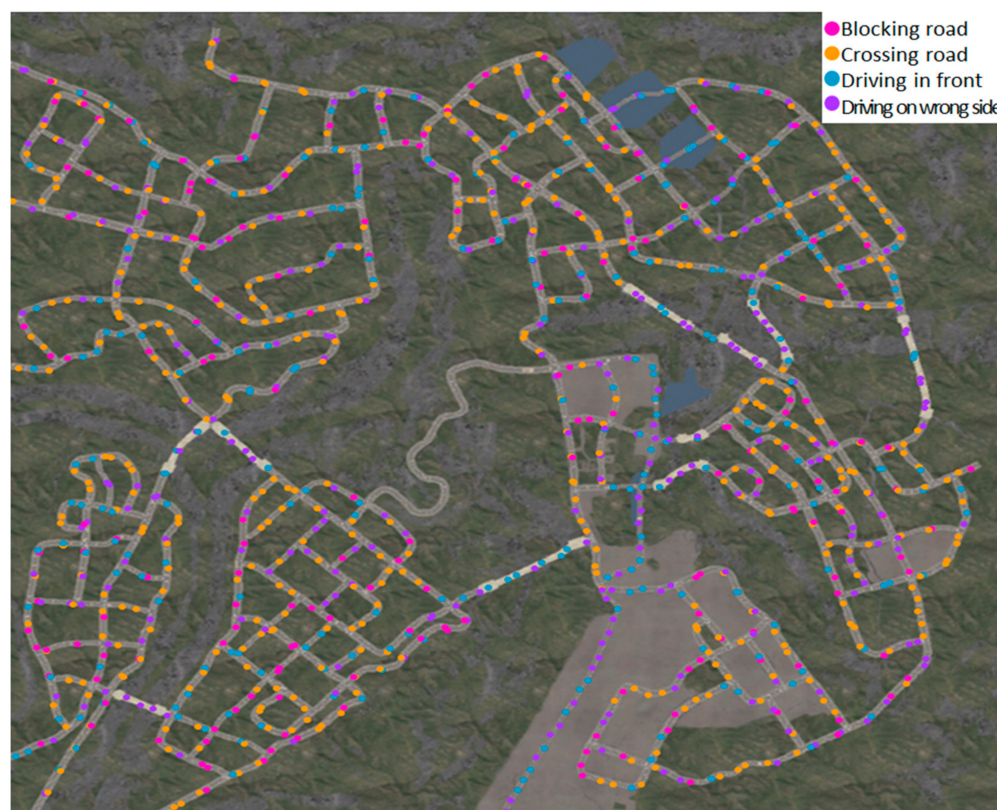 Blocking road
Crossing road
Driving in front
Driving on wrong side